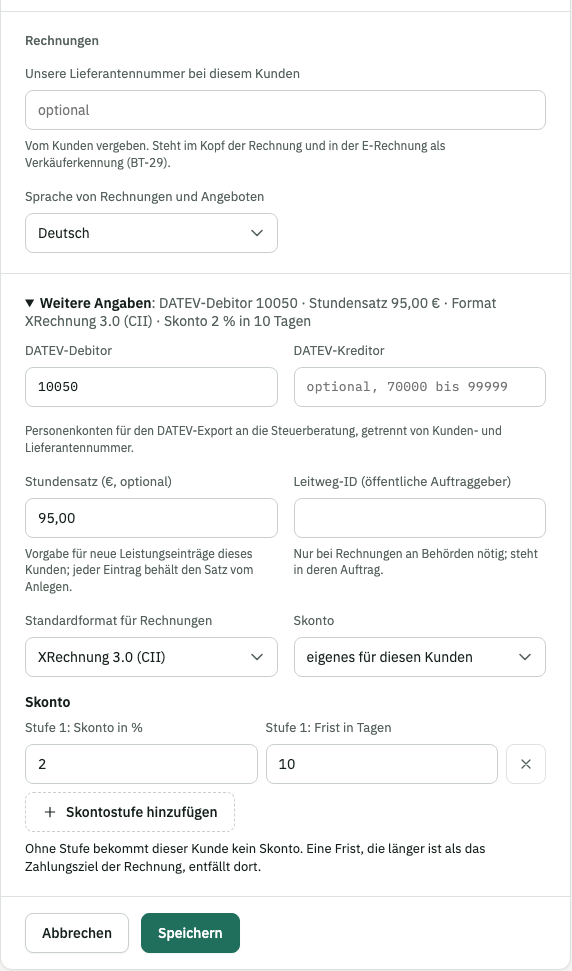 Rechnungen
Unsere Lieferantennummer bei diesem Kunden
optional
Vom Kunden vergeben. Steht im Kopf der Rechnung und in der E-Rechnung als
Verkäuferkennung (BT-29).
Sprache von Rechnungen und Angeboten
Deutsch
▼ Weitere Angaben: DATEV-Debitor 10050 · Stundensatz 95,00 € · Format
XRechnung 3.0 (CII) · Skonto 2 % in 10 Tagen
DATEV-Debitor
DATEV-Kreditor
10050
optional, 70000 bis 99999
Personenkonten für den DATEV-Export an die Steuerberatung, getrennt von Kunden- und
Lieferantennummer.
Stundensatz (€, optional)
Leitweg-ID (öffentliche Auftraggeber)
95,00
Vorgabe für neue Leistungseinträge dieses
Kunden; jeder Eintrag behält den Satz vom
Anlegen.
Nur bei Rechnungen an Behörden nötig; steht
in deren Auftrag.
Standardformat für Rechnungen
Skonto
XRechnung 3.0 (CII)
eigenes für diesen Kunden
Skonto
Stufe 1: Skonto in %
Stufe 1: Frist in Tagen
2
10
+ Skontostufe hinzufügen
Ohne Stufe bekommt dieser Kunde kein Skonto. Eine Frist, die länger ist als das
Zahlungsziel der Rechnung, entfällt dort.
Abbrechen
Speichern